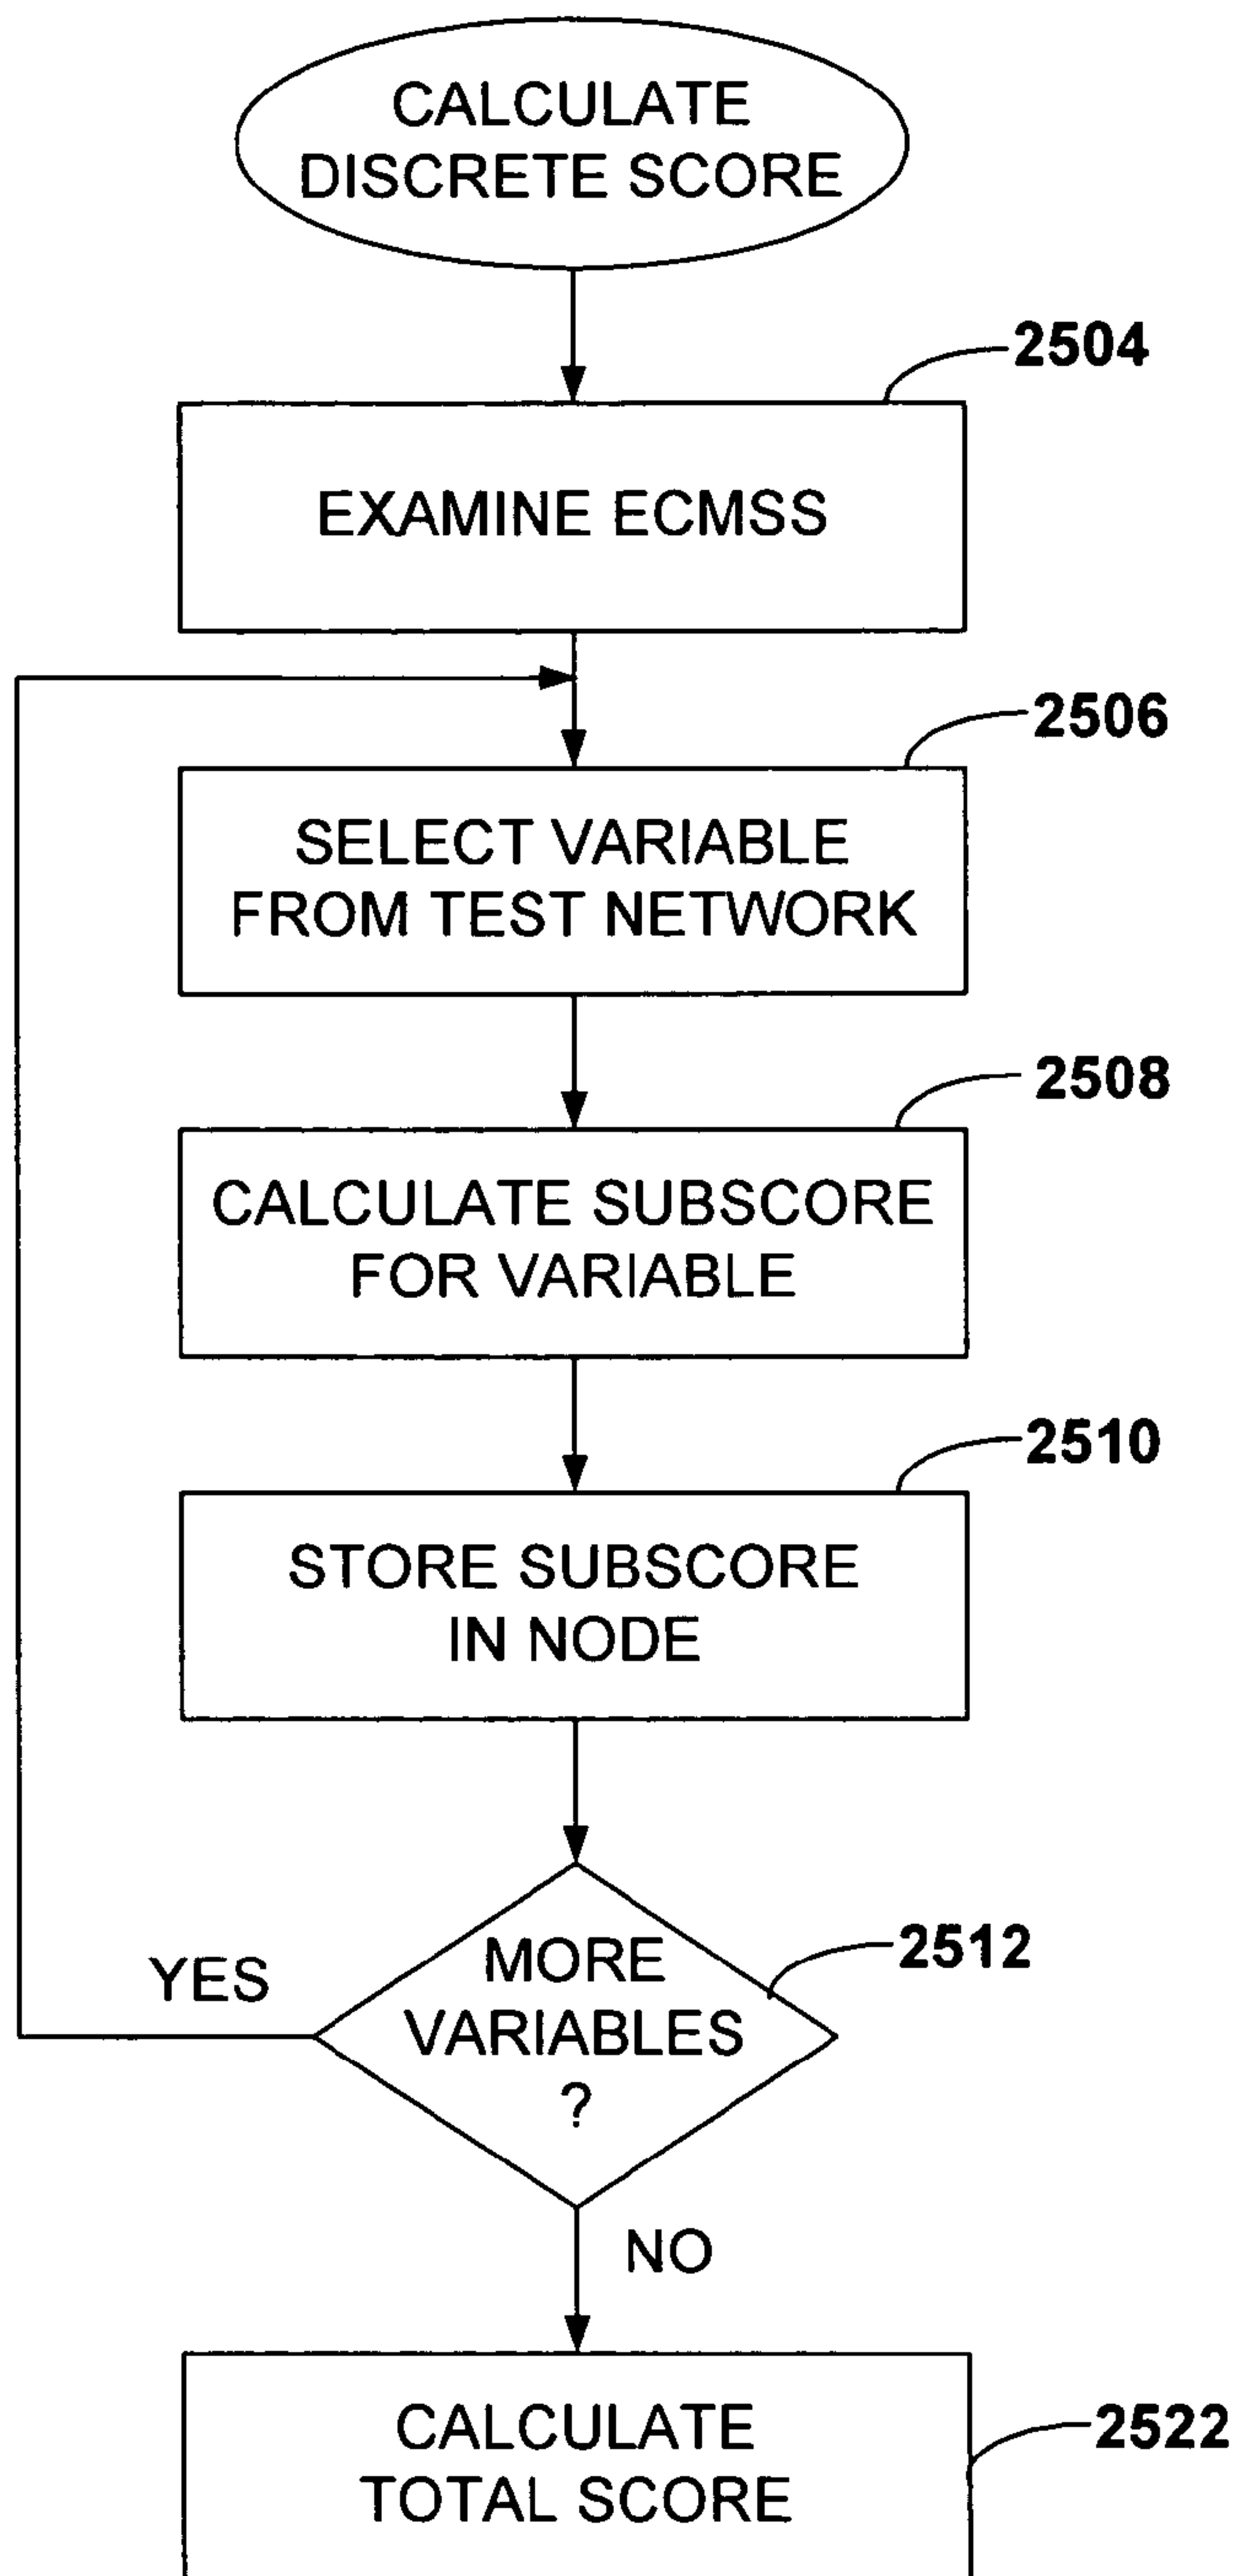 CALCULATE
DISCRETE SCORE
2504
EXAMINE ECMSS
2506
SELECT VARIABLE
FROM TEST NETWORK
2508
CALCULATE SUBSCORE
FOR VARIABLE
2510
STORE SUBSCORE
IN NODE
2512
MORE
VARIABLES
?
YES
NO
2522
CALCULATE
TOTAL SCORE